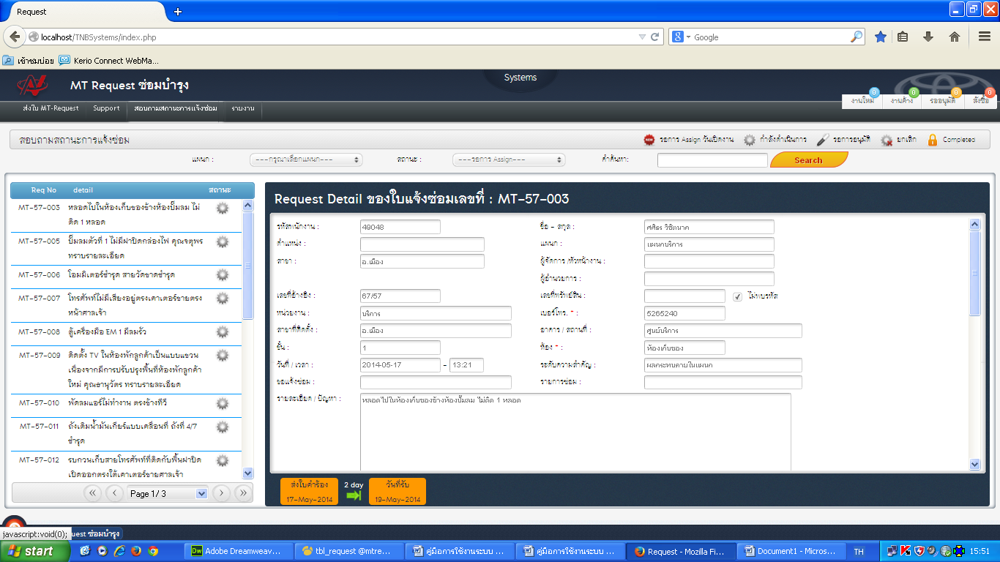 Request
localhost/TNBSystems/index.php
Google
เข้าชมบ่อย Kerio Connect WebMa...
MT Request ซ่อมบำรุง
Systems
0 0 0 0
งานใหม่ งานค้าง รออนุมัติ สั่งซื้อ
ส่งใบ MT-Request Support สอบถามสถานะการแจ้งซ่อม รายงาน
สอบถามสถานะการแจ้งซ่อม
รอการ Assign วันเปิดงาน กำลังดำเนินการ รอการอนุมัติ ยกเลิก Completed
แผนก : ---กรุณาเลือกแผนก--- สถานะ : ---รอการ Assign--- คำค้นหา: Search
Req No detail สถานะ
MT-57-003 หลอดไปในห้องเก็บของข้างห้องปั๊มลม ไม่
ติด 1 หลอด
MT-57-005 ปั๊มลมตัวที่ 1 ไม่มีฝาปิดกล่องไฟ คุณจตุพร
ทราบรายละเอียด
MT-57-006 โอมมิเตอร์ชำรุด สายวัดขาดชำรุด
MT-57-007 โทรศัพท์ไม่มีเสียงอยู่ตรงเคาเตอร์ขายตรง
หน้าศาลเจ้า
MT-57-008 ตู้เครื่องมือ EM 1 มีลมรั่ว
MT-57-009 ติดตั้ง TV ในห้องพักลูกค้าเป็นแบบแขวน
เนื่องจากมีการปรับปรุงพื้นที่ห้องพักลูกค้า
ใหม่ คุณธานุวัตร ทราบรายละเอียด
MT-57-010 พัดลมแอร์ไม่ทำงาน ตรงข้างทีวี
MT-57-011 ถังเติมน้ำมันเกียร์แบบเคลื่อนที่ ถังที่ 4/7
ชำรุด
MT-57-012 รบกวนเก็บสายโทรศัพท์ที่ติดกับพื้นฝาปิด
เปิดออกตรงใต้เคาเตอร์ขายศาลเจ้า
Page 1/ 3
Request Detail ของใบแจ้งซ่อมเลขที่ : MT-57-003
รหัสพนักงาน : 49048 ชื่อ - สกุล : ศศิธร วิชิตนาค
ตำแหน่ง : แผนก : แผนกบริการ
สาขา : อ.เมือง ผู้จัดการ /หัวหน้างาน :
ผู้อำนวยการ :
เลขที่อ้างอิง : 67/57 เลขที่ทรัพย์สิน : ไม่พบรหัส
หน่วยงาน : บริการ เบอร์โทร. * : 5265240
สาขาที่ติดตั้ง : อ.เมือง อาคาร / สถานที่ : ศูนย์บริการ
ชั้น : 1 ห้อง * : ห้องเก็บของ
วันที่ / เวลา : 2014-05-17 - 13:21 ระดับความสำคัญ : ผลกระทบภายในแผนก
ขอแจ้งซ่อม : รายการซ่อม :
รายละเอียด / ปัญหา : หลอดไปในห้องเก็บของข้างห้องปั๊มลม ไม่ติด 1 หลอด
ส่งใบคำร้อง 2 day วันที่รับ
17-May-2014 19-May-2014
javascript:void(0); uest ซ่อมบำรุง
start Adobe Dreamweav... tbl_request @mtre... คู่มือการใช้งานระบบ ... คู่มือการใช้งานระบบ ... Request - Mozilla Fi... Document1 - Micros... TH 15:51